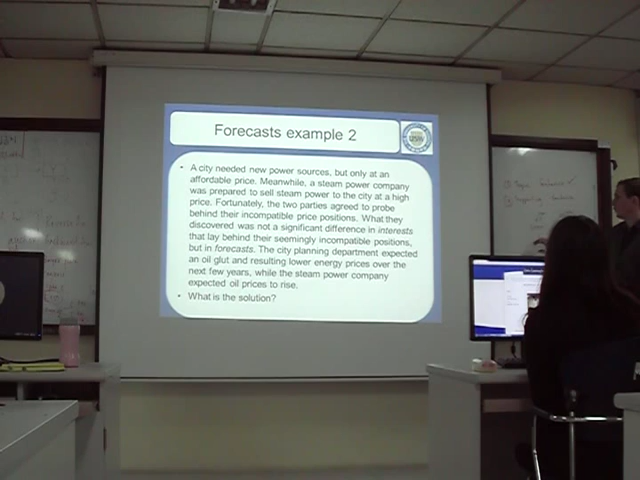 Forecasts example 2
• A city needed new power sources, but only at an
affordable price. Meanwhile, a steam power company
was prepared to sell steam power to the city at a high
price. Fortunately, the two parties agreed to probe
behind their incompatible price positions. What they
discovered was not a significant difference in interests
that lay behind their seemingly incompatible positions,
but in forecasts. The city planning department expected
an oil glut and resulting lower energy prices over the
next few years, while the steam power company
expected oil prices to rise.
• What is the solution?